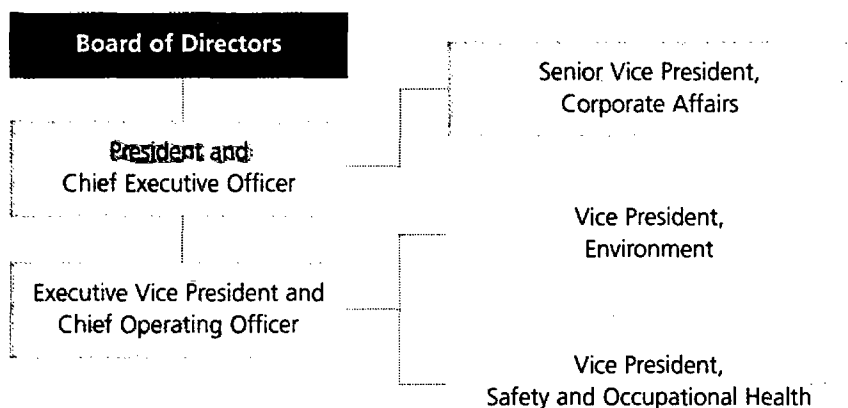 Board of Directors
President and
Chief Executive Officer
Executive Vice President and
Chief Operating Officer
Senior Vice President,
Corporate Affairs
Vice President,
Environment
Vice President,
Safety and Occupational Health